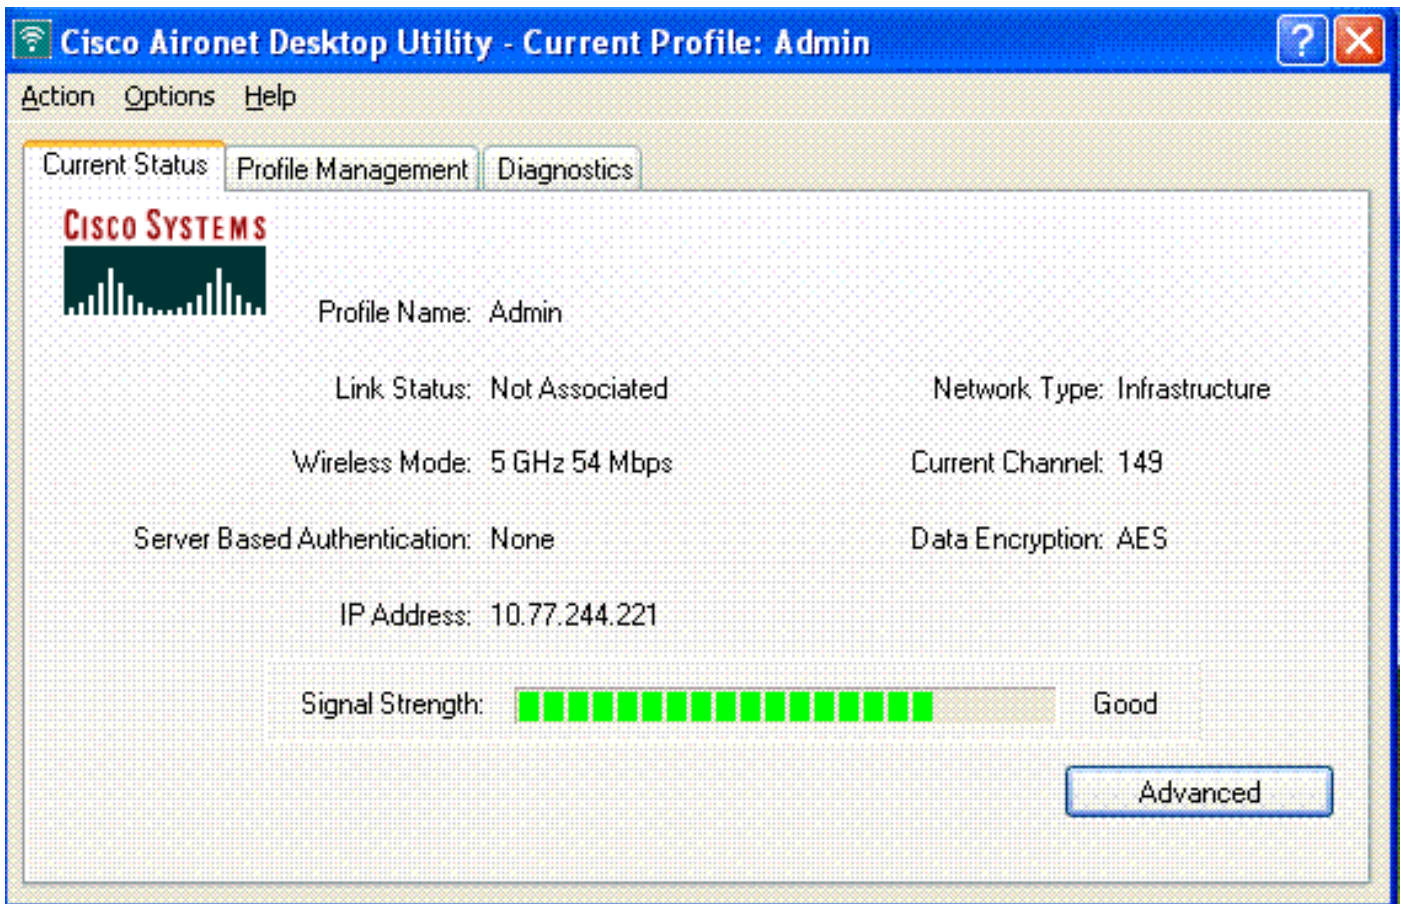 Cisco Aironet Desktop Utility - Current Profile: Admin ?
Action Options Help
Current Status Profile Management Diagnostics
CISCO SYSTEMS
Profile Name: Admin
Link Status: Not Associated Network Type: Infrastructure
Wireless Mode: 5 GHz 54 Mbps Current Channel: 149
Server Based Authentication: None Data Encryption: AES
IP Address: 10.77.244.221
Signal Strength: Good
Advanced